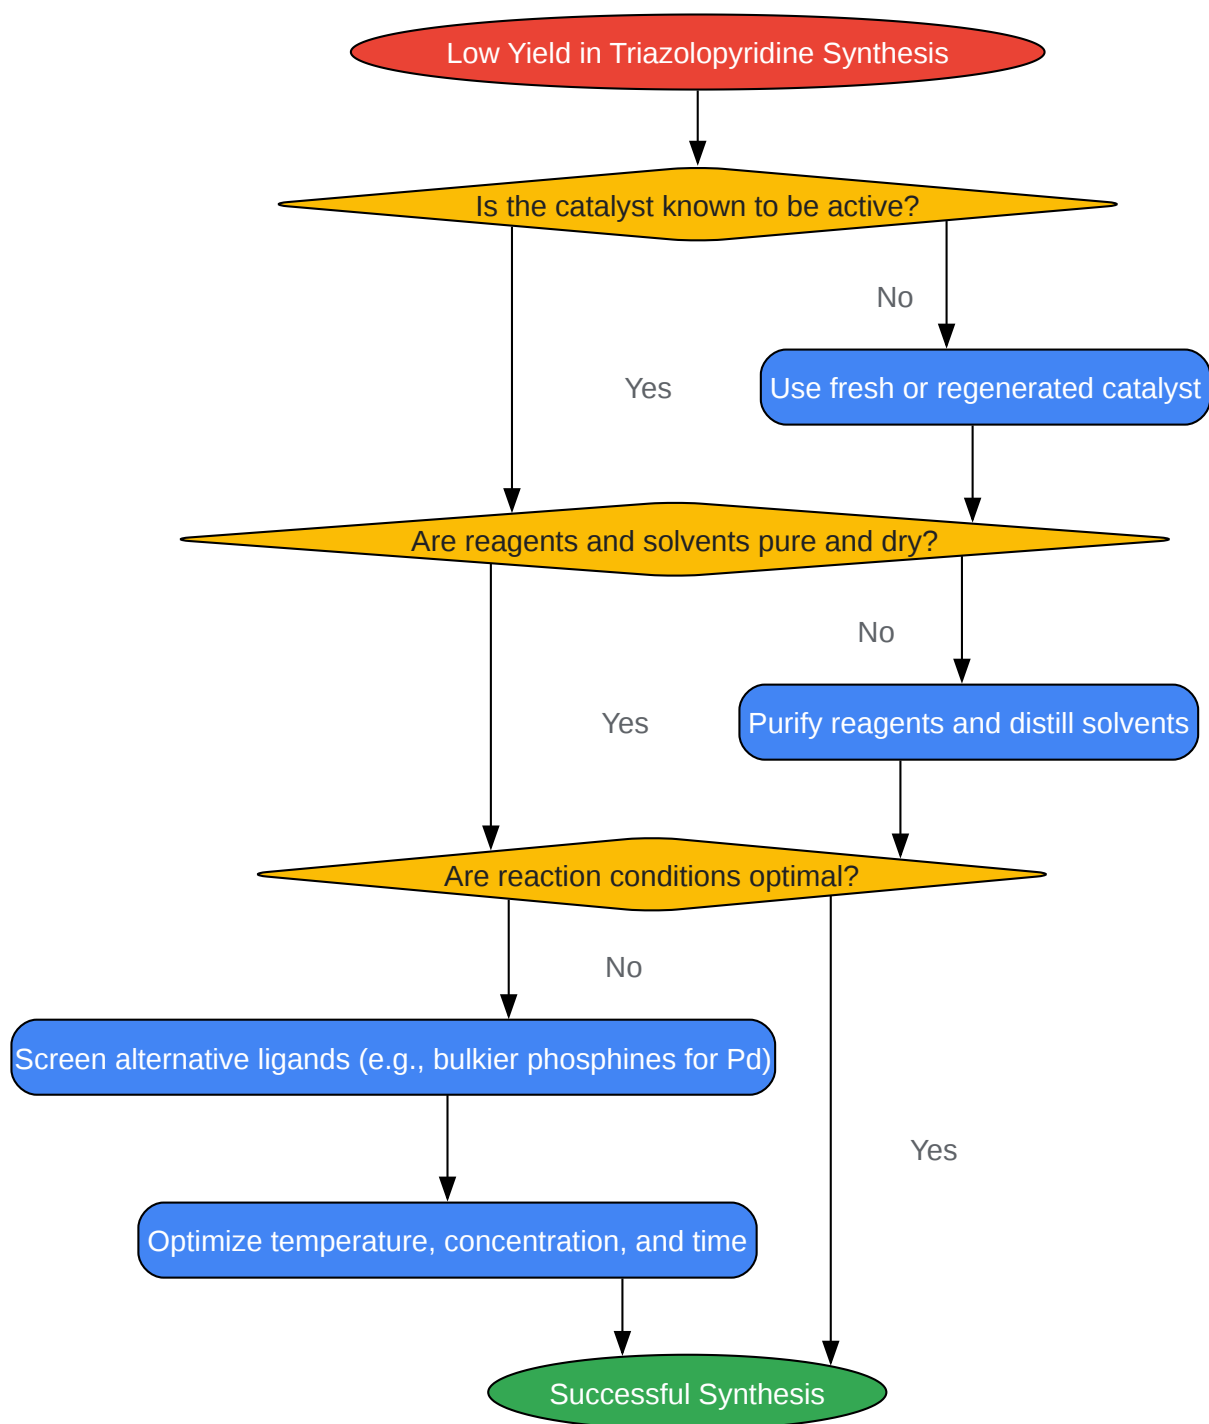 Low Yield in Triazolopyridine Synthesis
Is the catalyst known to be active?
No
Yes
Use fresh or regenerated catalyst
Are reagents and solvents pure and dry?
No
Yes
Purify reagents and distill solvents
Are reaction conditions optimal?
No
Screen alternative ligands (e.g., bulkier phosphines for Pd)
Yes
Optimize temperature, concentration, and time
Successful Synthesis